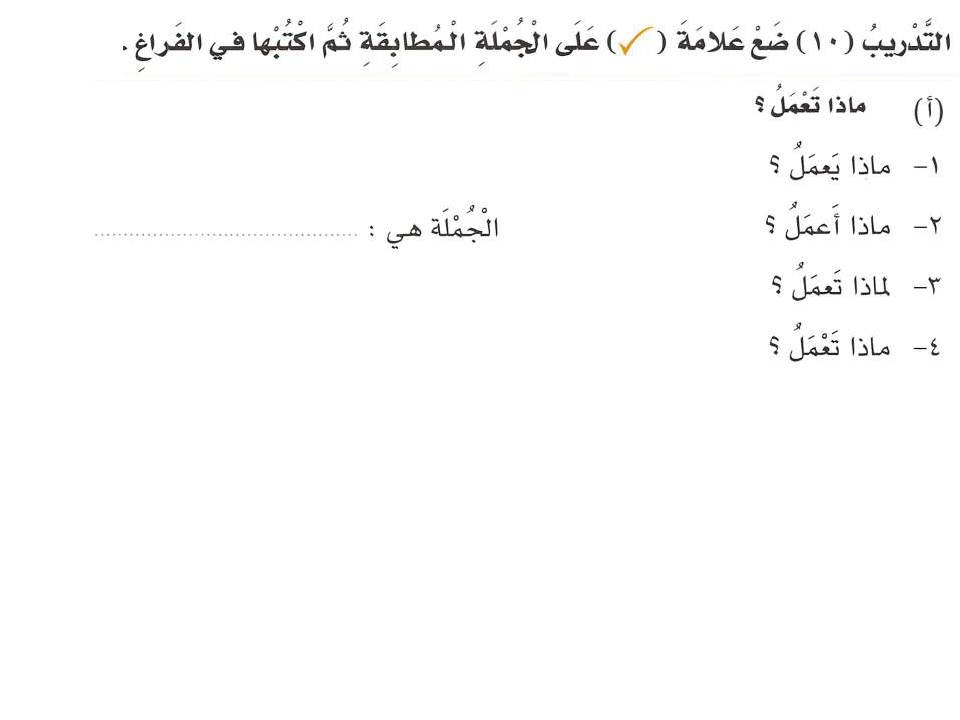 التَّدْريبُ (١٠) ضَعْ عَلامَةَ (✓) عَلَى الْجُمْلَةِ الْمُطابِقَةِ ثُمَّ اكْتُبْها في الفَراغِ .
(أ) ماذا تَعْمَلُ ؟
١- ماذا يَعمَلُ ؟
٢- ماذا أَعمَلُ ؟
الْجُمْلَة هي : ............................................
٣- لماذا تَعمَلُ ؟
٤- ماذا تَعْمَلُ ؟